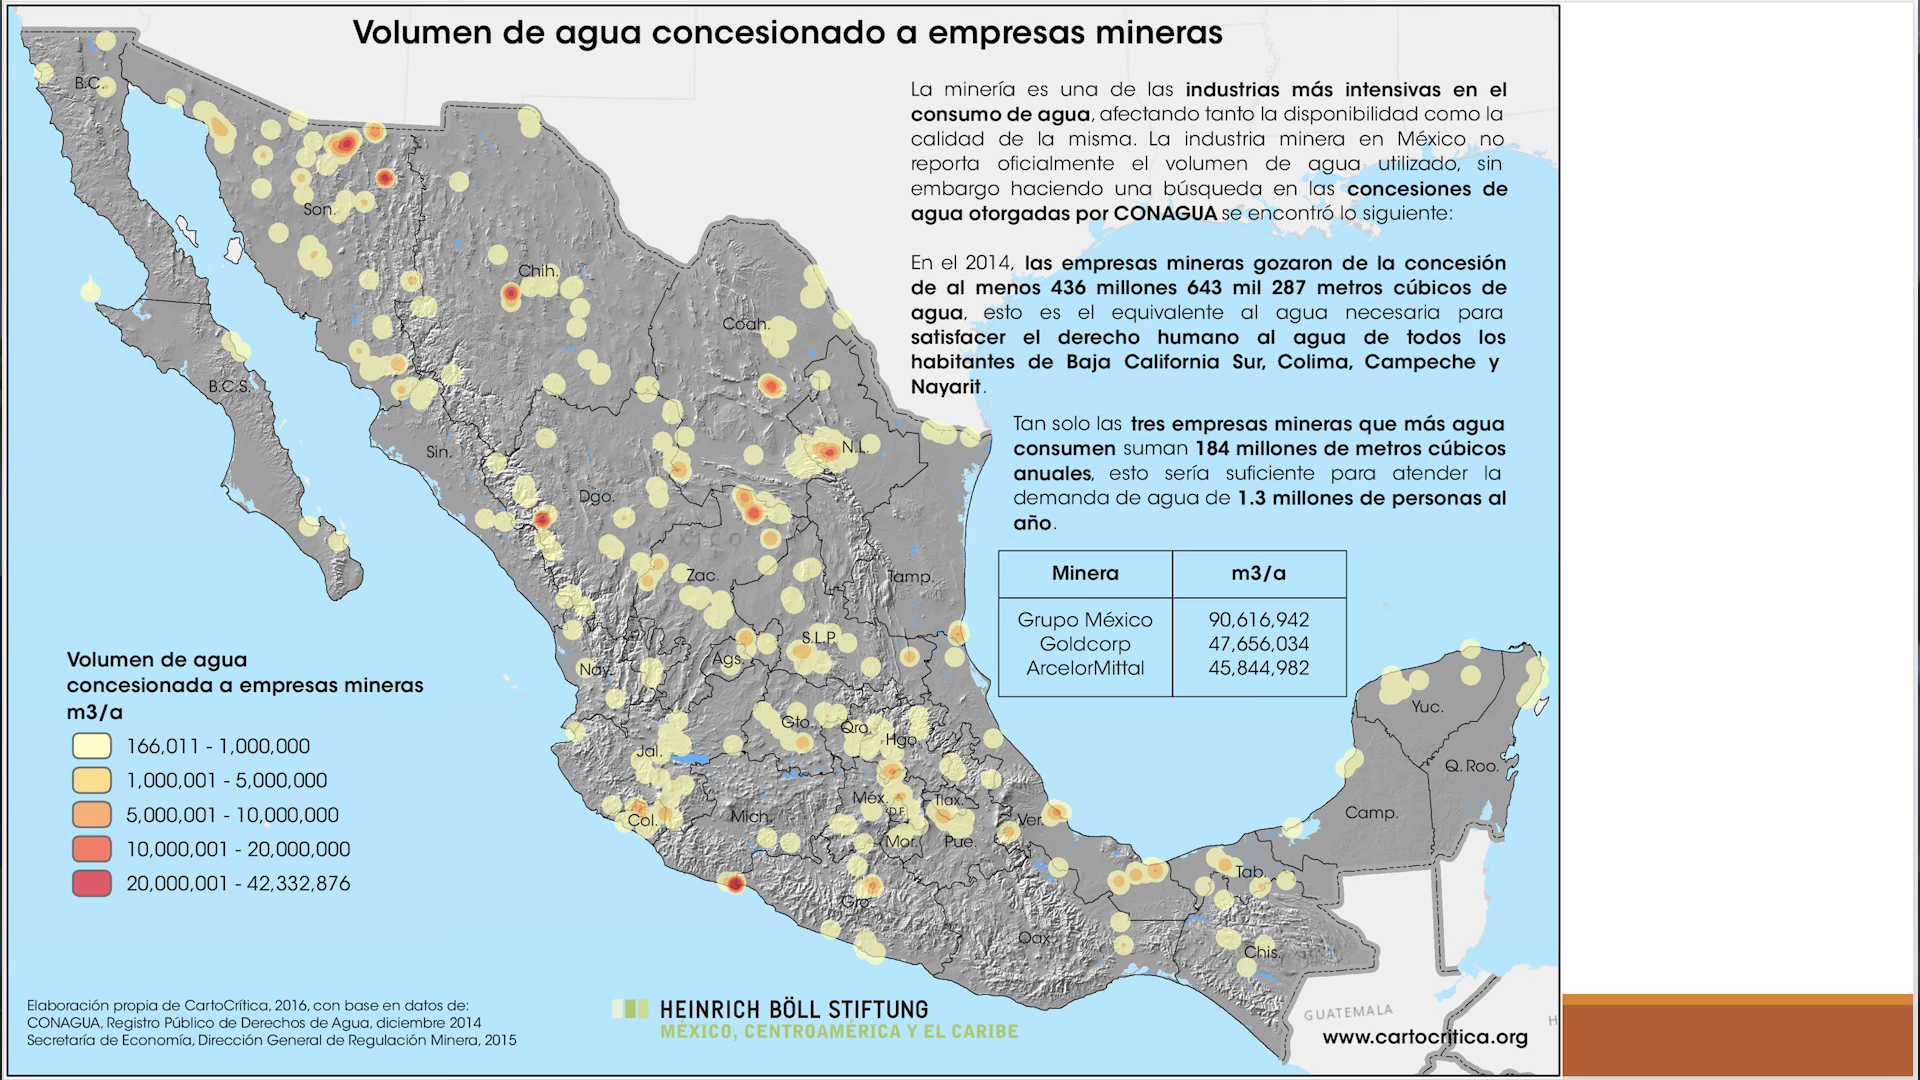 Volumen de agua concesionado a empresas mineras
La minería es una de las industrias más intensivas en el
consumo de agua, afectando tanto la disponibilidad como la
calidad de la misma. La industria minera en México no
reporta oficialmente el volumen de agua utilizado, sin
embargo haciendo una búsqueda en las concesiones de
agua otorgadas por CONAGUA se encontró lo siguiente:
En el 2014, las empresas mineras gozaron de la concesión
de al menos 436 millones 643 mil 287 metros cúbicos de
agua, esto es el equivalente al agua necesaria para
satisfacer el derecho humano al agua de todos los
habitantes de Baja California Sur, Colima, Campeche y
Nayarit.
Tan solo las tres empresas mineras que más agua
consumen suman 184 millones de metros cúbicos
anuales, esto sería suficiente para atender la
demanda de agua de 1.3 millones de personas al
año.
Minera m3/a
Grupo México 90,616,942
Goldcorp 47,656,034
ArcelorMittal 45,844,982
B.C.
Son.
Chih.
Coah.
B.C.S.
Sin.
N.L.
Dgo.
MÉXICO
Zac.
Tamp.
S.L.P.
Ags.
Nay.
Gto.
Qro.
Hgo.
Jal.
Yuc.
Q. Roo.
Camp.
Méx.
D.F.
Tlax.
Col.
Mich.
Ver.
Mor.
Pue.
Tab.
Gro.
Oax.
Chis.
GUATEMALA
H
Volumen de agua
concesionada a empresas mineras
m3/a
166,011 - 1,000,000
1,000,001 - 5,000,000
5,000,001 - 10,000,000
10,000,001 - 20,000,000
20,000,001 - 42,332,876
Elaboración propia de CartoCrítica, 2016, con base en datos de:
CONAGUA, Registro Público de Derechos de Agua, diciembre 2014
Secretaría de Economía, Dirección General de Regulación Minera, 2015
HEINRICH BÖLL STIFTUNG
MÉXICO, CENTROAMÉRICA Y EL CARIBE
www.cartocritica.org